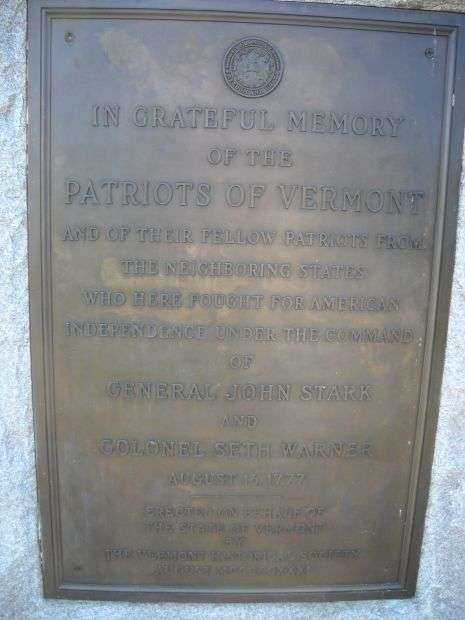 IN GRATEFUL MEMORY
OF THE
PATRIOTS OF VERMONT
AND OF THEIR FELLOW PATRIOTS FROM
THE NEIGHBORING STATES
WHO HERE FOUGHT FOR AMERICAN
INDEPENDENCE UNDER THE COMMAND
OF
GENERAL JOHN STARK
AND
COLONEL SETH WARNER
AUGUST 16, 1777
ERECTED ON BEHALF OF
THE STATE OF VERMONT
BY
THE VERMONT HISTORICAL SOCIETY
AUGUST